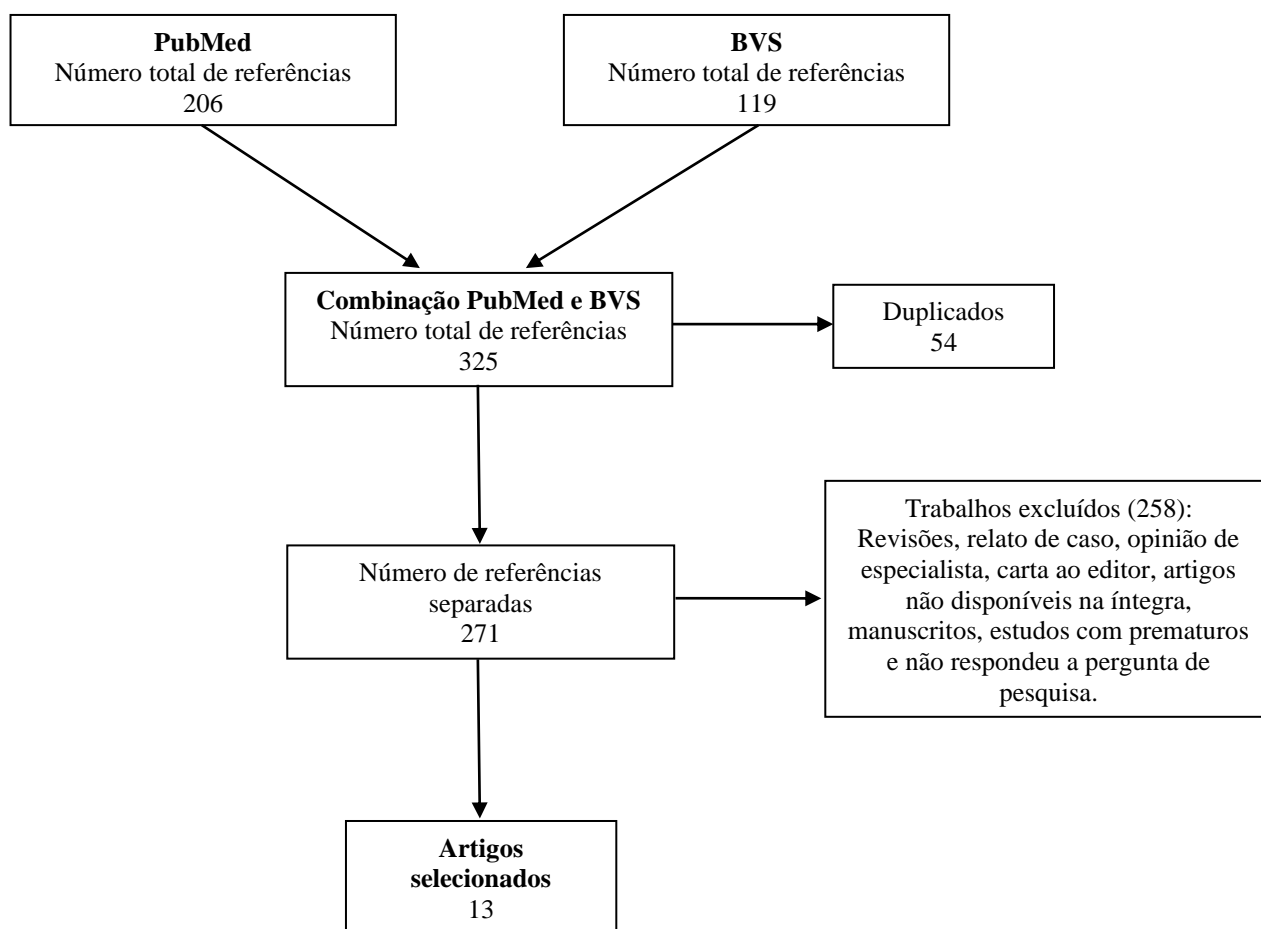 PubMed
Número total de referências
206
BVS
Número total de referências
119
Combinação PubMed e BVS
Número total de referências
325
Duplicados
54
Número de referências
separadas
271
Trabalhos excluídos (258):
Revisões, relato de caso, opinião de
especialista, carta ao editor, artigos
não disponíveis na íntegra,
manuscritos, estudos com prematuros
e não respondeu a pergunta de
pesquisa.
Artigos
selecionados
13